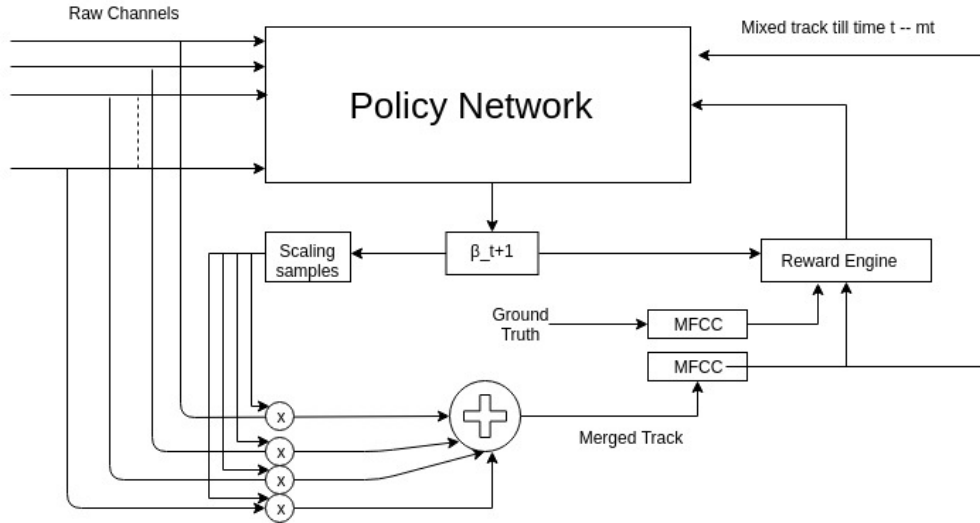 Raw Channels
Mixed track till time t -- mt
Policy Network
Scaling
samples
β_t+1
Reward Engine
Ground
Truth
MFCC
MFCC
Merged Track
x
x
x
x